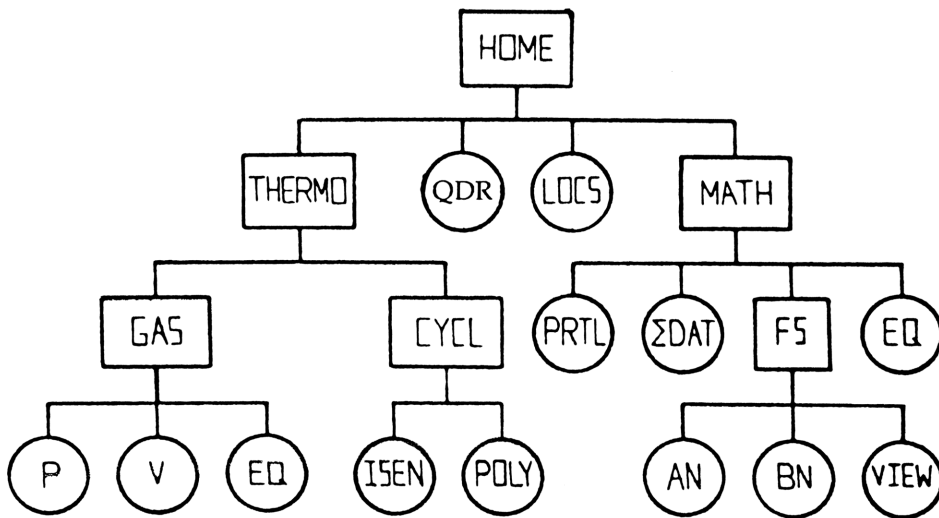 HOME
THERMO
QDR
LOCS
MATH
GAS
CYCL
PRTL
ΣDAT
FS
EQ
P
V
EQ
ISEN
POLY
AN
BN
VIEW